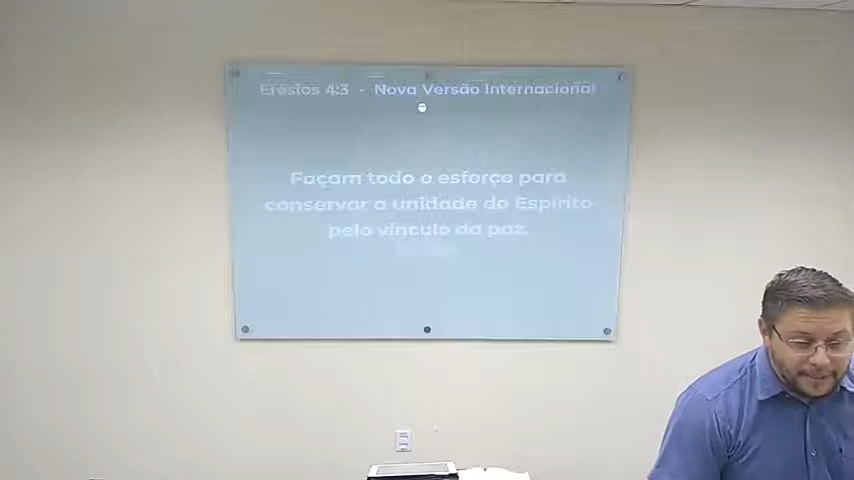 Efésios 4:3 - Nova Versão Internacional
Façam todo o esforço para
conservar a unidade do Espírito
pelo vínculo da paz.